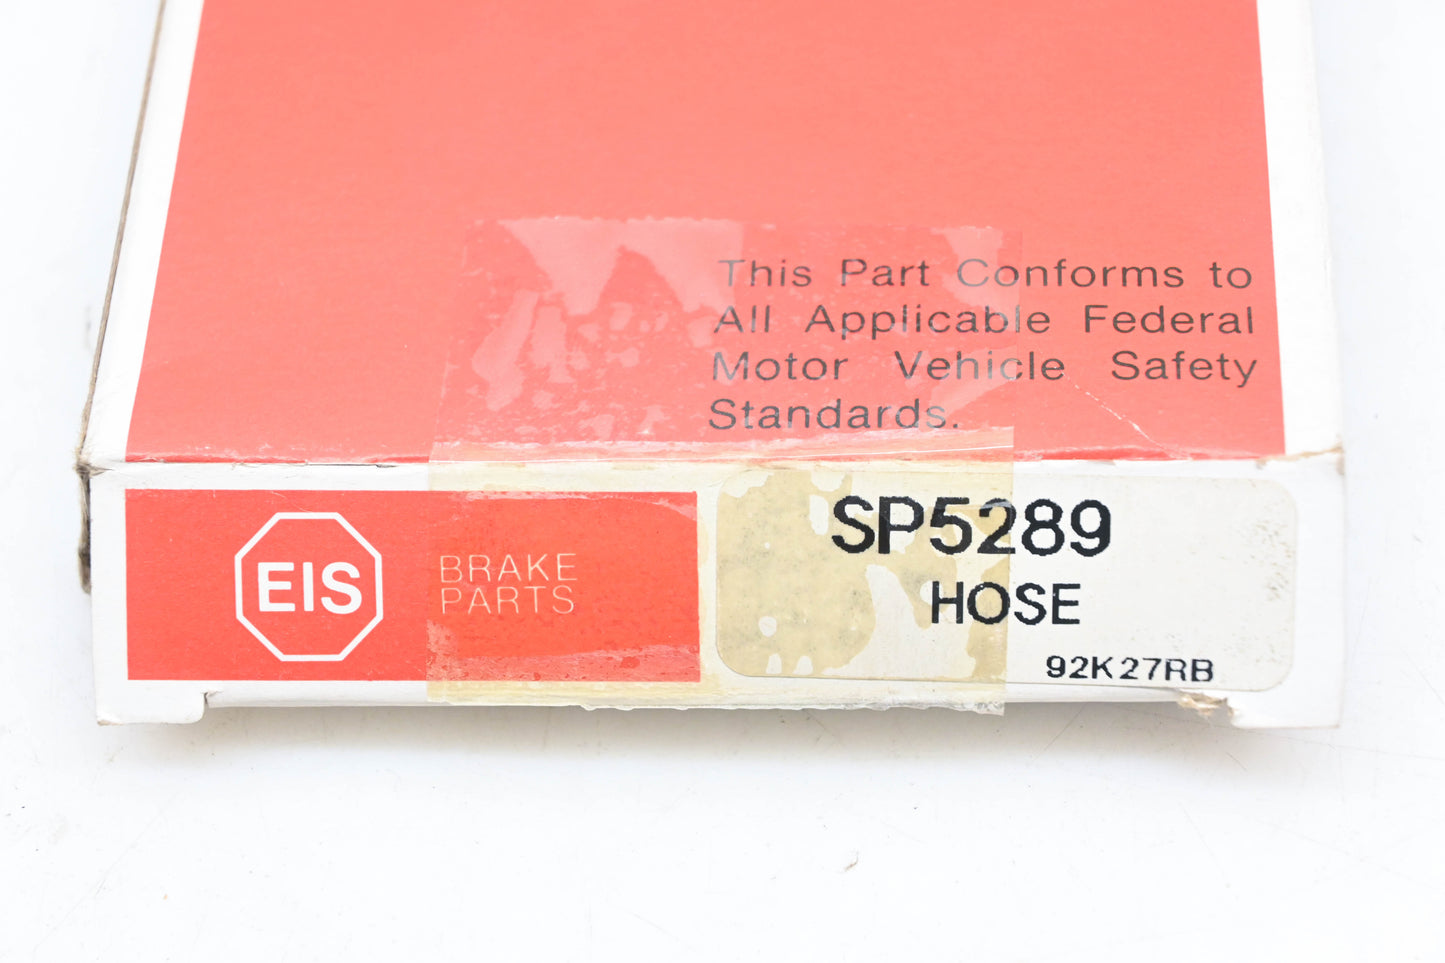 This Part Conforms to
All Applicable Federal
Motor Vehicle Safety
Standards.
EIS
BRAKE
PARTS
SP5289
HOSE
92K27RB